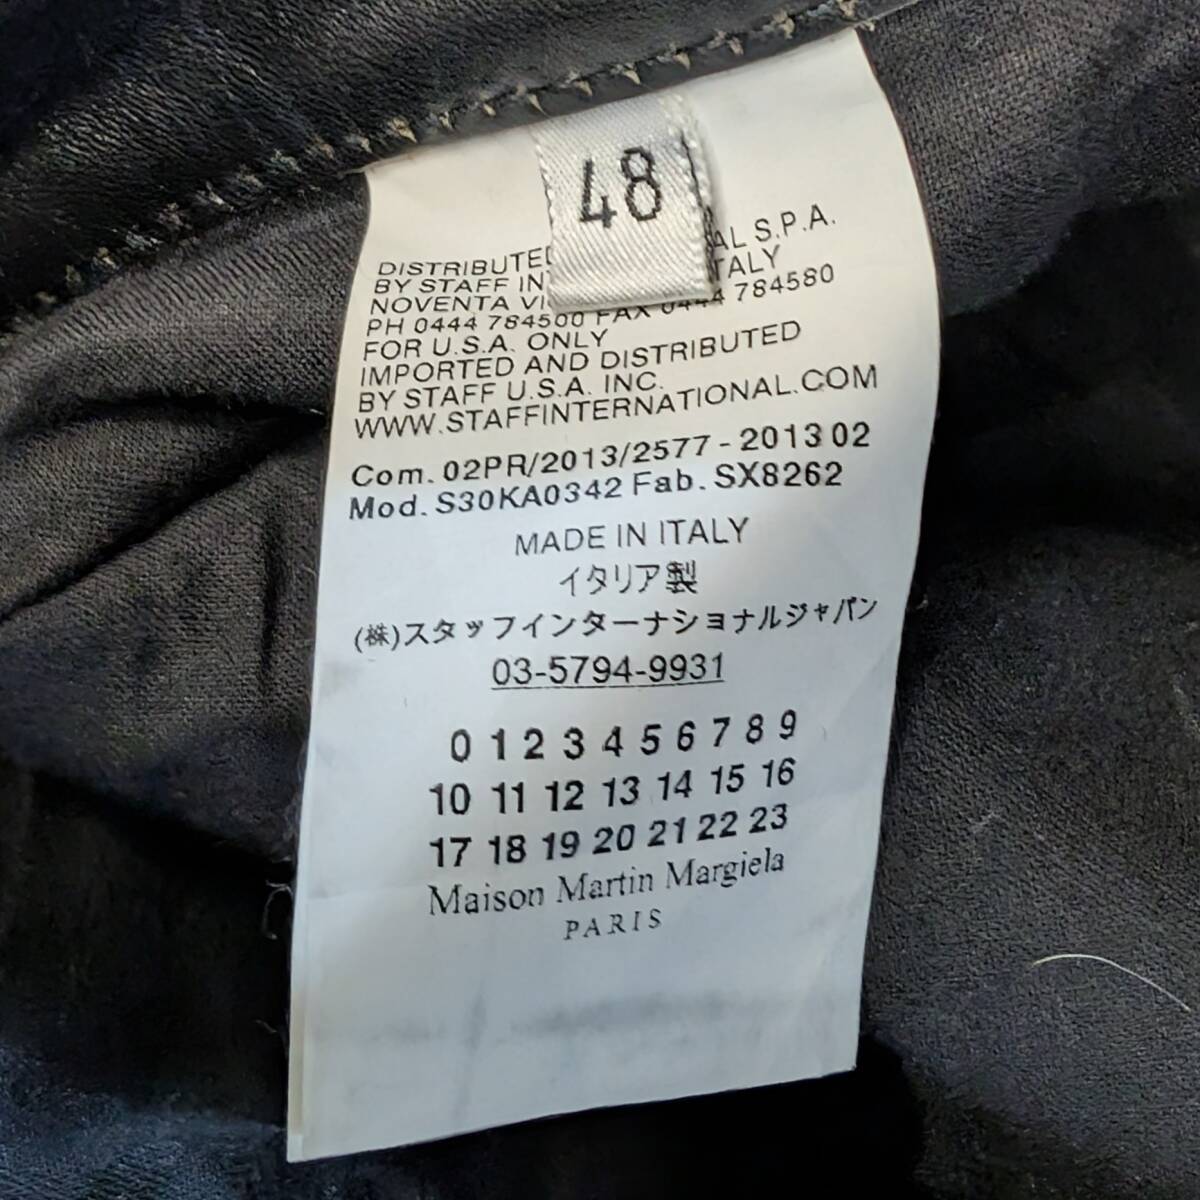 48
DISTRIBUTED AL S.P.A.
BY STAFF IN TALY
NOVENTA VI 784580
PH 0444 784500 FAX 0444
FOR U.S.A. ONLY
IMPORTED AND DISTRIBUTED
BY STAFF U.S.A. INC.
WWW.STAFFINTERNATIONAL.COM
Com. 02PR/2013/2577 - 2013 02
Mod. S30KA0342 Fab. SX8262
MADE IN ITALY
イタリア製
(株)スタッフインターナショナルジャパン
03-5794-9931
0 1 2 3 4 5 6 7 8 9
10 11 12 13 14 15 16
17 18 19 20 21 22 23
Maison Martin Margiela
PARIS